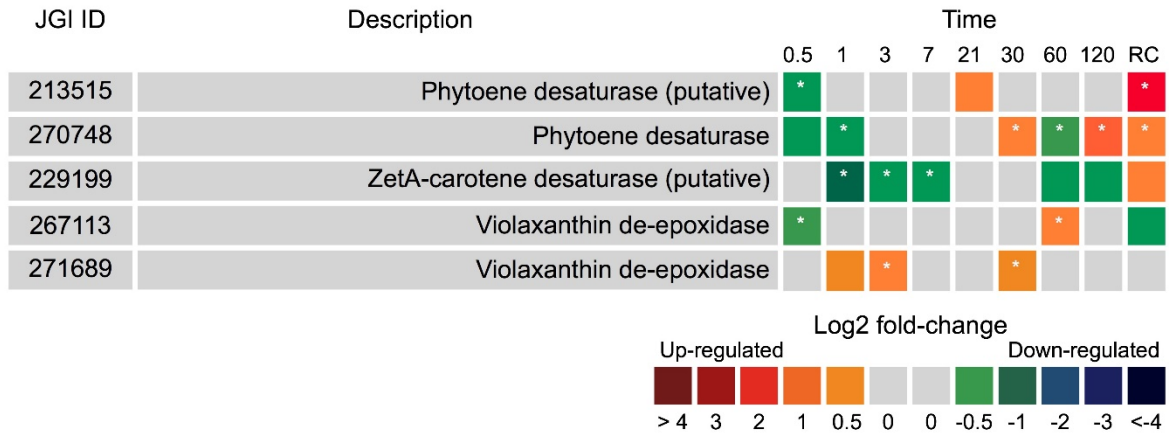 JGI ID Description Time
0.5 1 3 7 21 30 60 120 RC
213515 Phytoene desaturase (putative) * *
270748 Phytoene desaturase * * * * *
229199 ZetA-carotene desaturase (putative) * * *
267113 Violaxanthin de-epoxidase * *
271689 Violaxanthin de-epoxidase * *
Log2 fold-change
Up-regulated Down-regulated
> 4 3 2 1 0.5 0 0 -0.5 -1 -2 -3 <-4